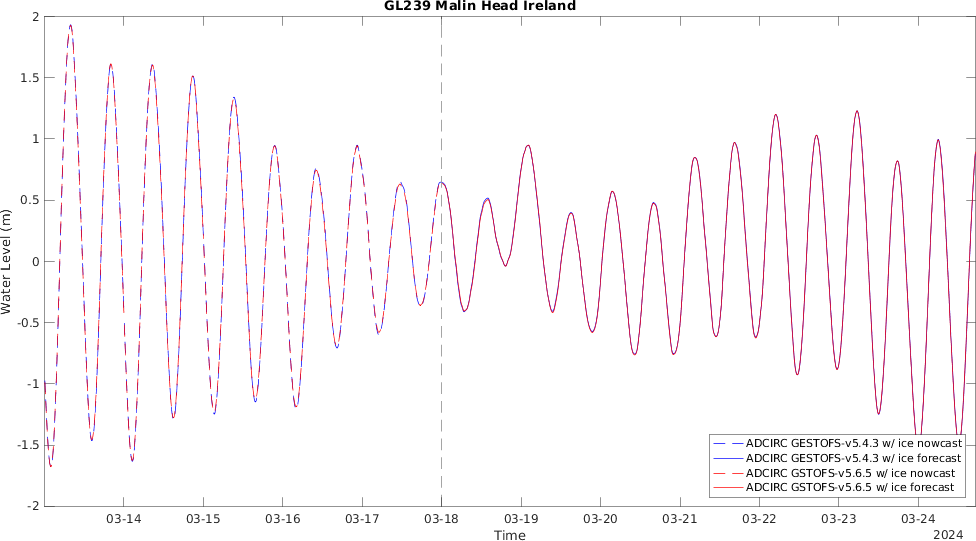 GL239 Malin Head Ireland
Water Level (m)
2
1.5
1
0.5
0
-0.5
-1
-1.5
-2
ADCIRC GESTOFS-v5.4.3 w/ ice nowcast
ADCIRC GESTOFS-v5.4.3 w/ ice forecast
ADCIRC GSTOFS-v5.6.5 w/ ice nowcast
ADCIRC GSTOFS-v5.6.5 w/ ice forecast
03-14 03-15 03-16 03-17 03-18 03-19 03-20 03-21 03-22 03-23 03-24
Time
2024